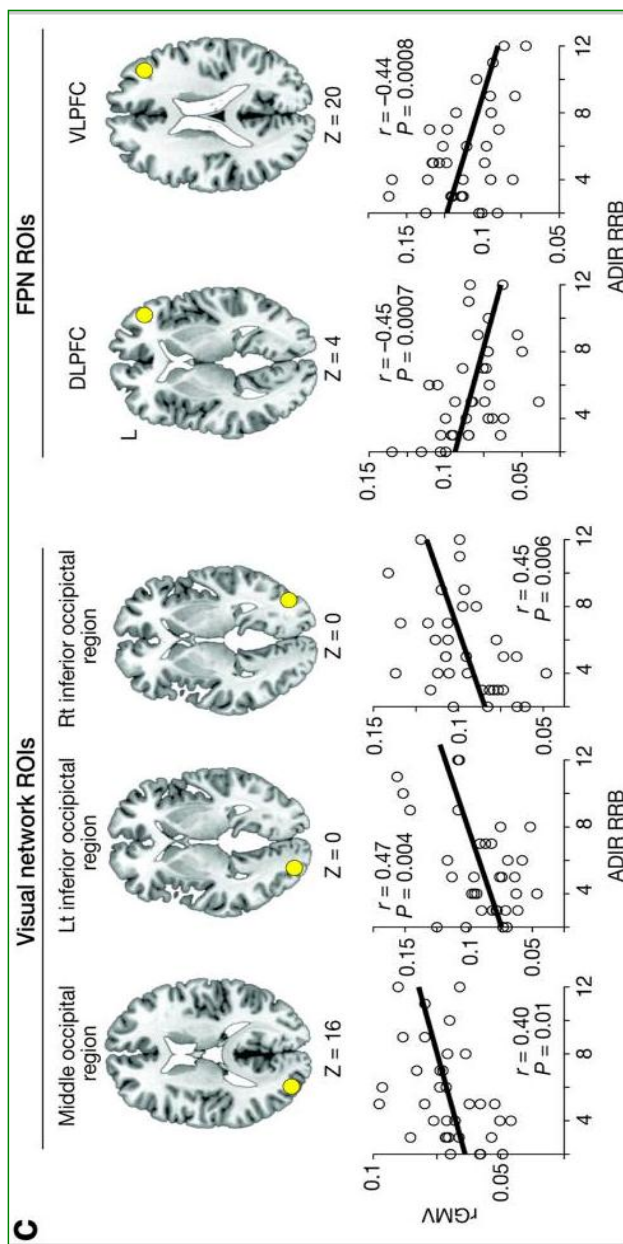 C
Visual network ROIs
FPN ROIs
Middle occipital
region
Lt inferior occipictal
region
Rt inferior occipictal
region
DLPFC
VLPFC
L
Z = 16
Z = 0
Z = 0
Z = 4
Z = 20
rGMV
0.1
0.05
r = 0.40
P = 0.01
4
8
12
0.15
0.1
0.05
r = 0.47
P = 0.004
4
8
12
ADIR RRB
0.15
0.1
0.05
r = 0.45
P = 0.006
4
8
12
0.15
0.1
0.05
r = −0.45
P = 0.0007
4
8
12
ADIR RRB
0.15
0.1
0.05
r = −0.44
P = 0.0008
4
8
12